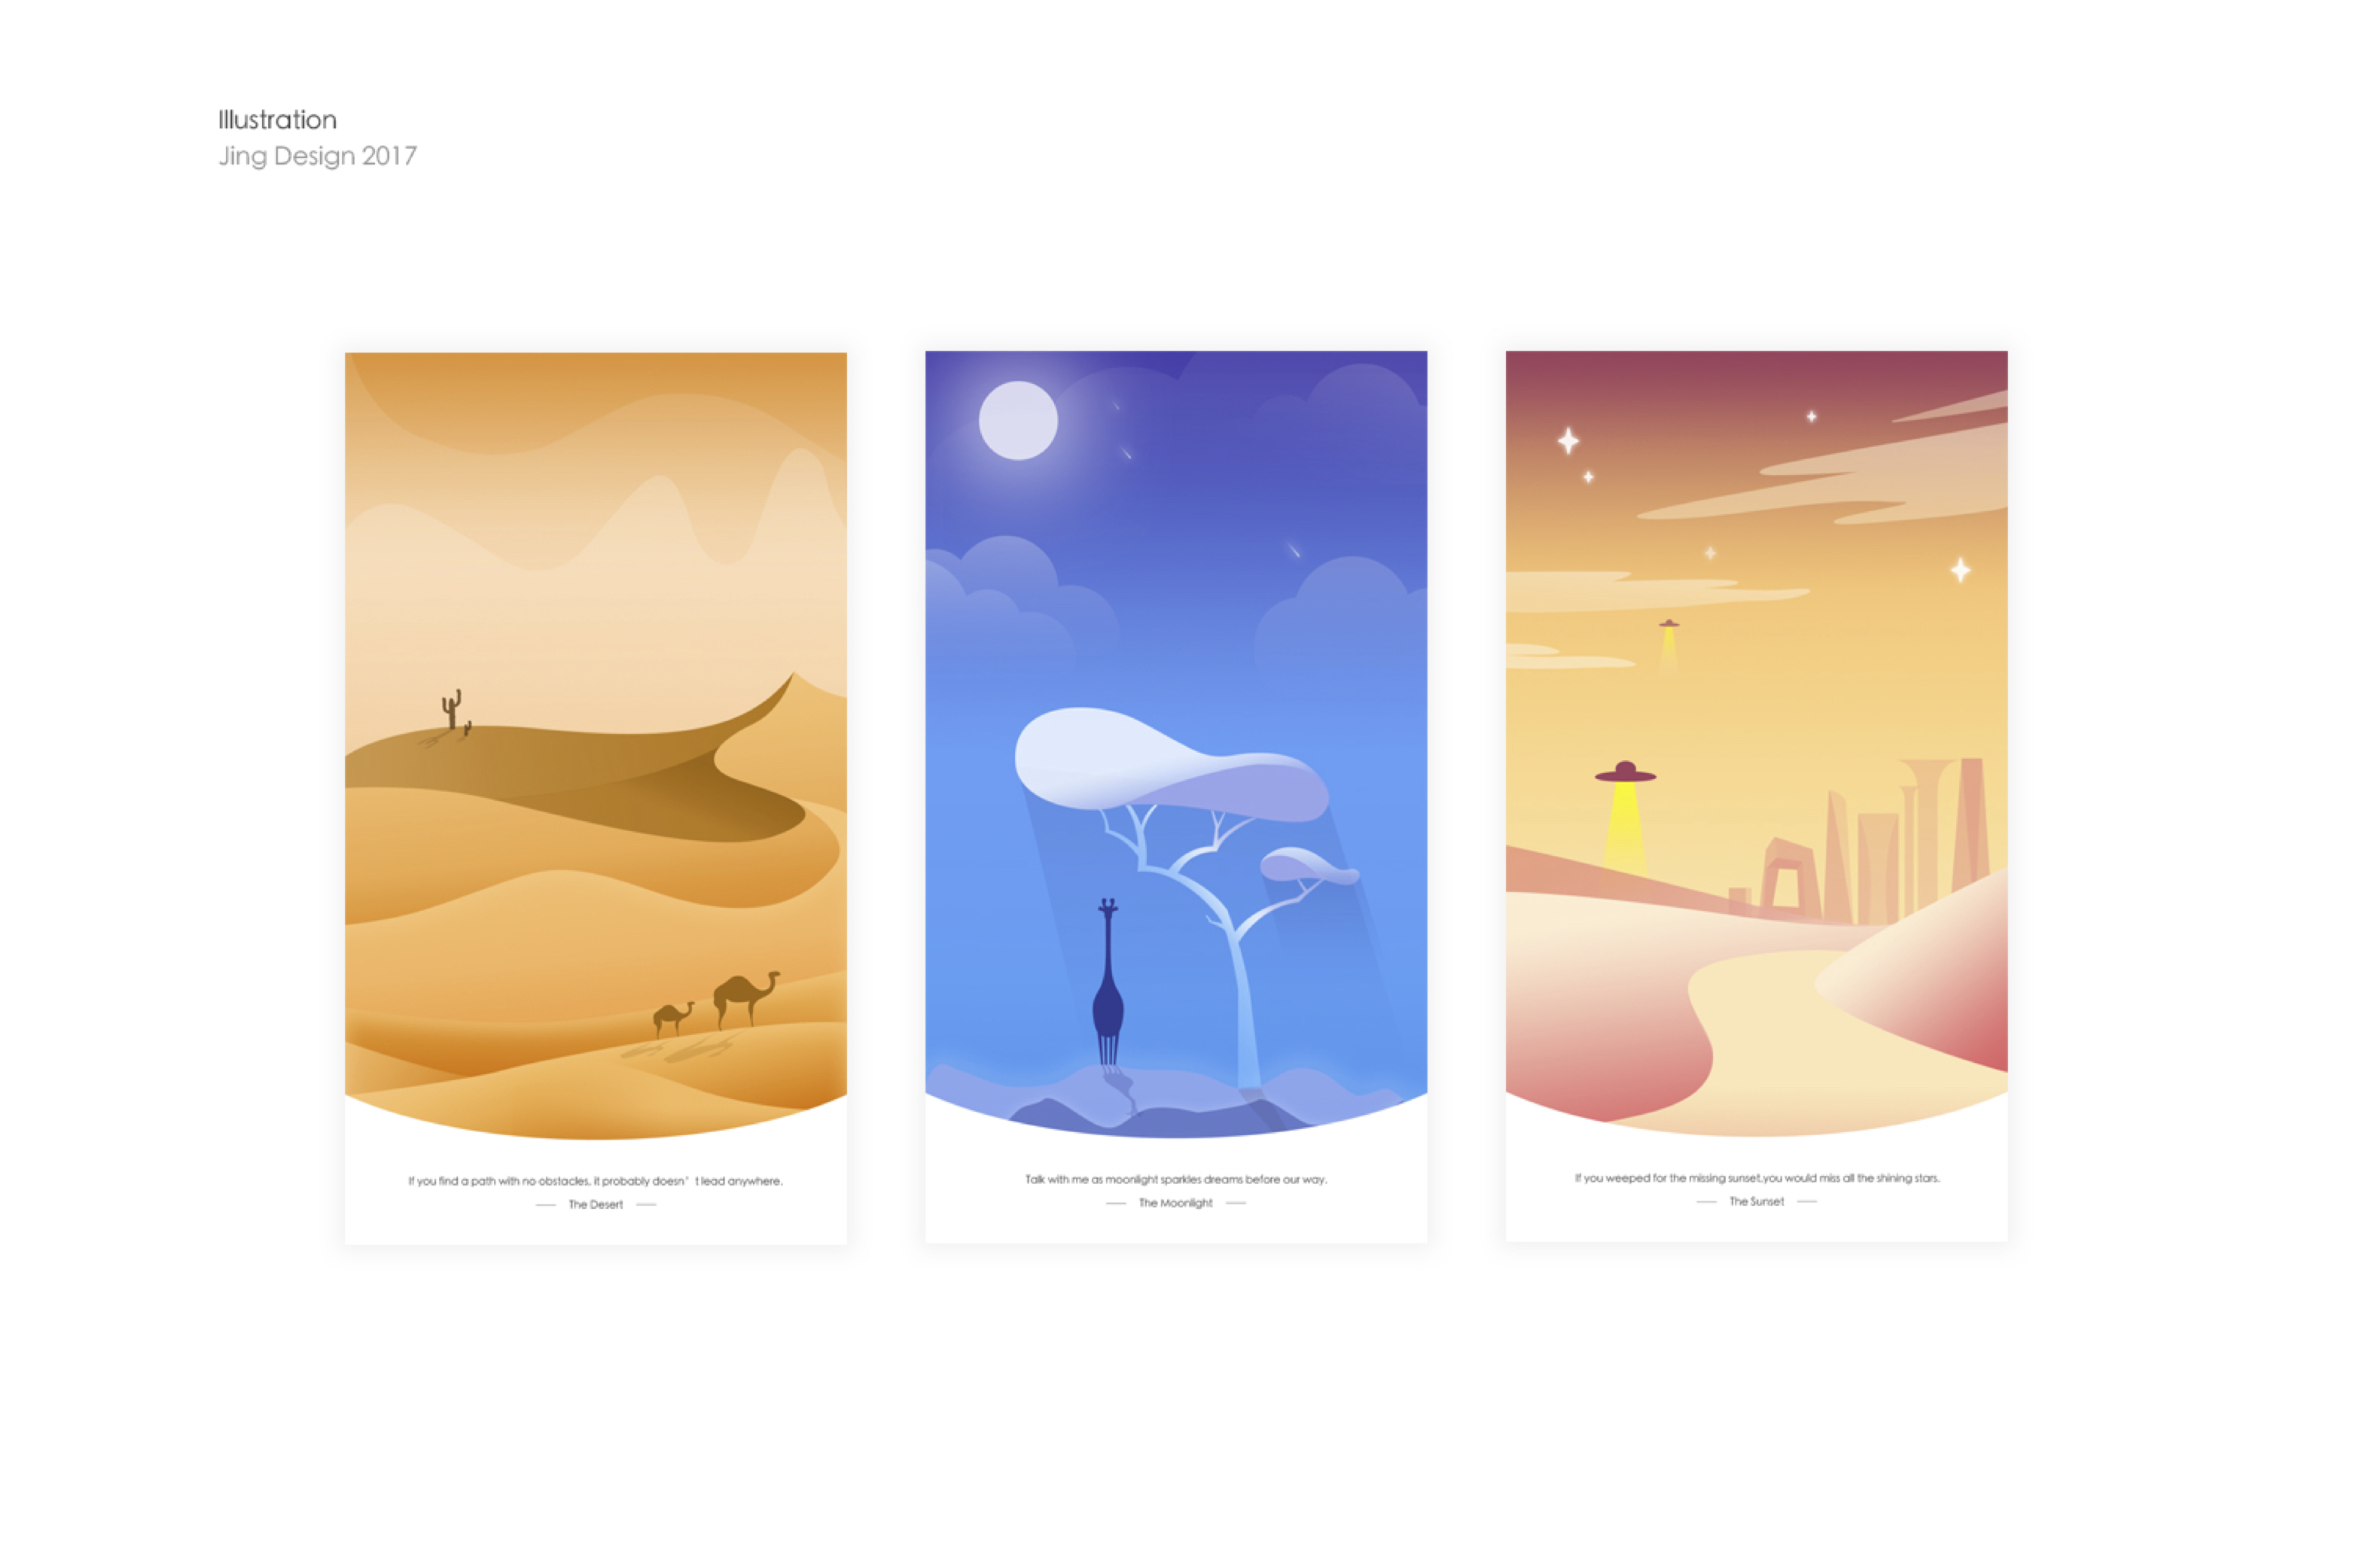 Illustration
Jing Design 2017
If you find a path with no obstacles, it probably doesn't lead anywhere.
The Desert
Talk with me as moonlight sparkles dreams before our way.
The Moonlight
If you weeped for the missing sunset,you would miss all the shining stars.
The Sunset